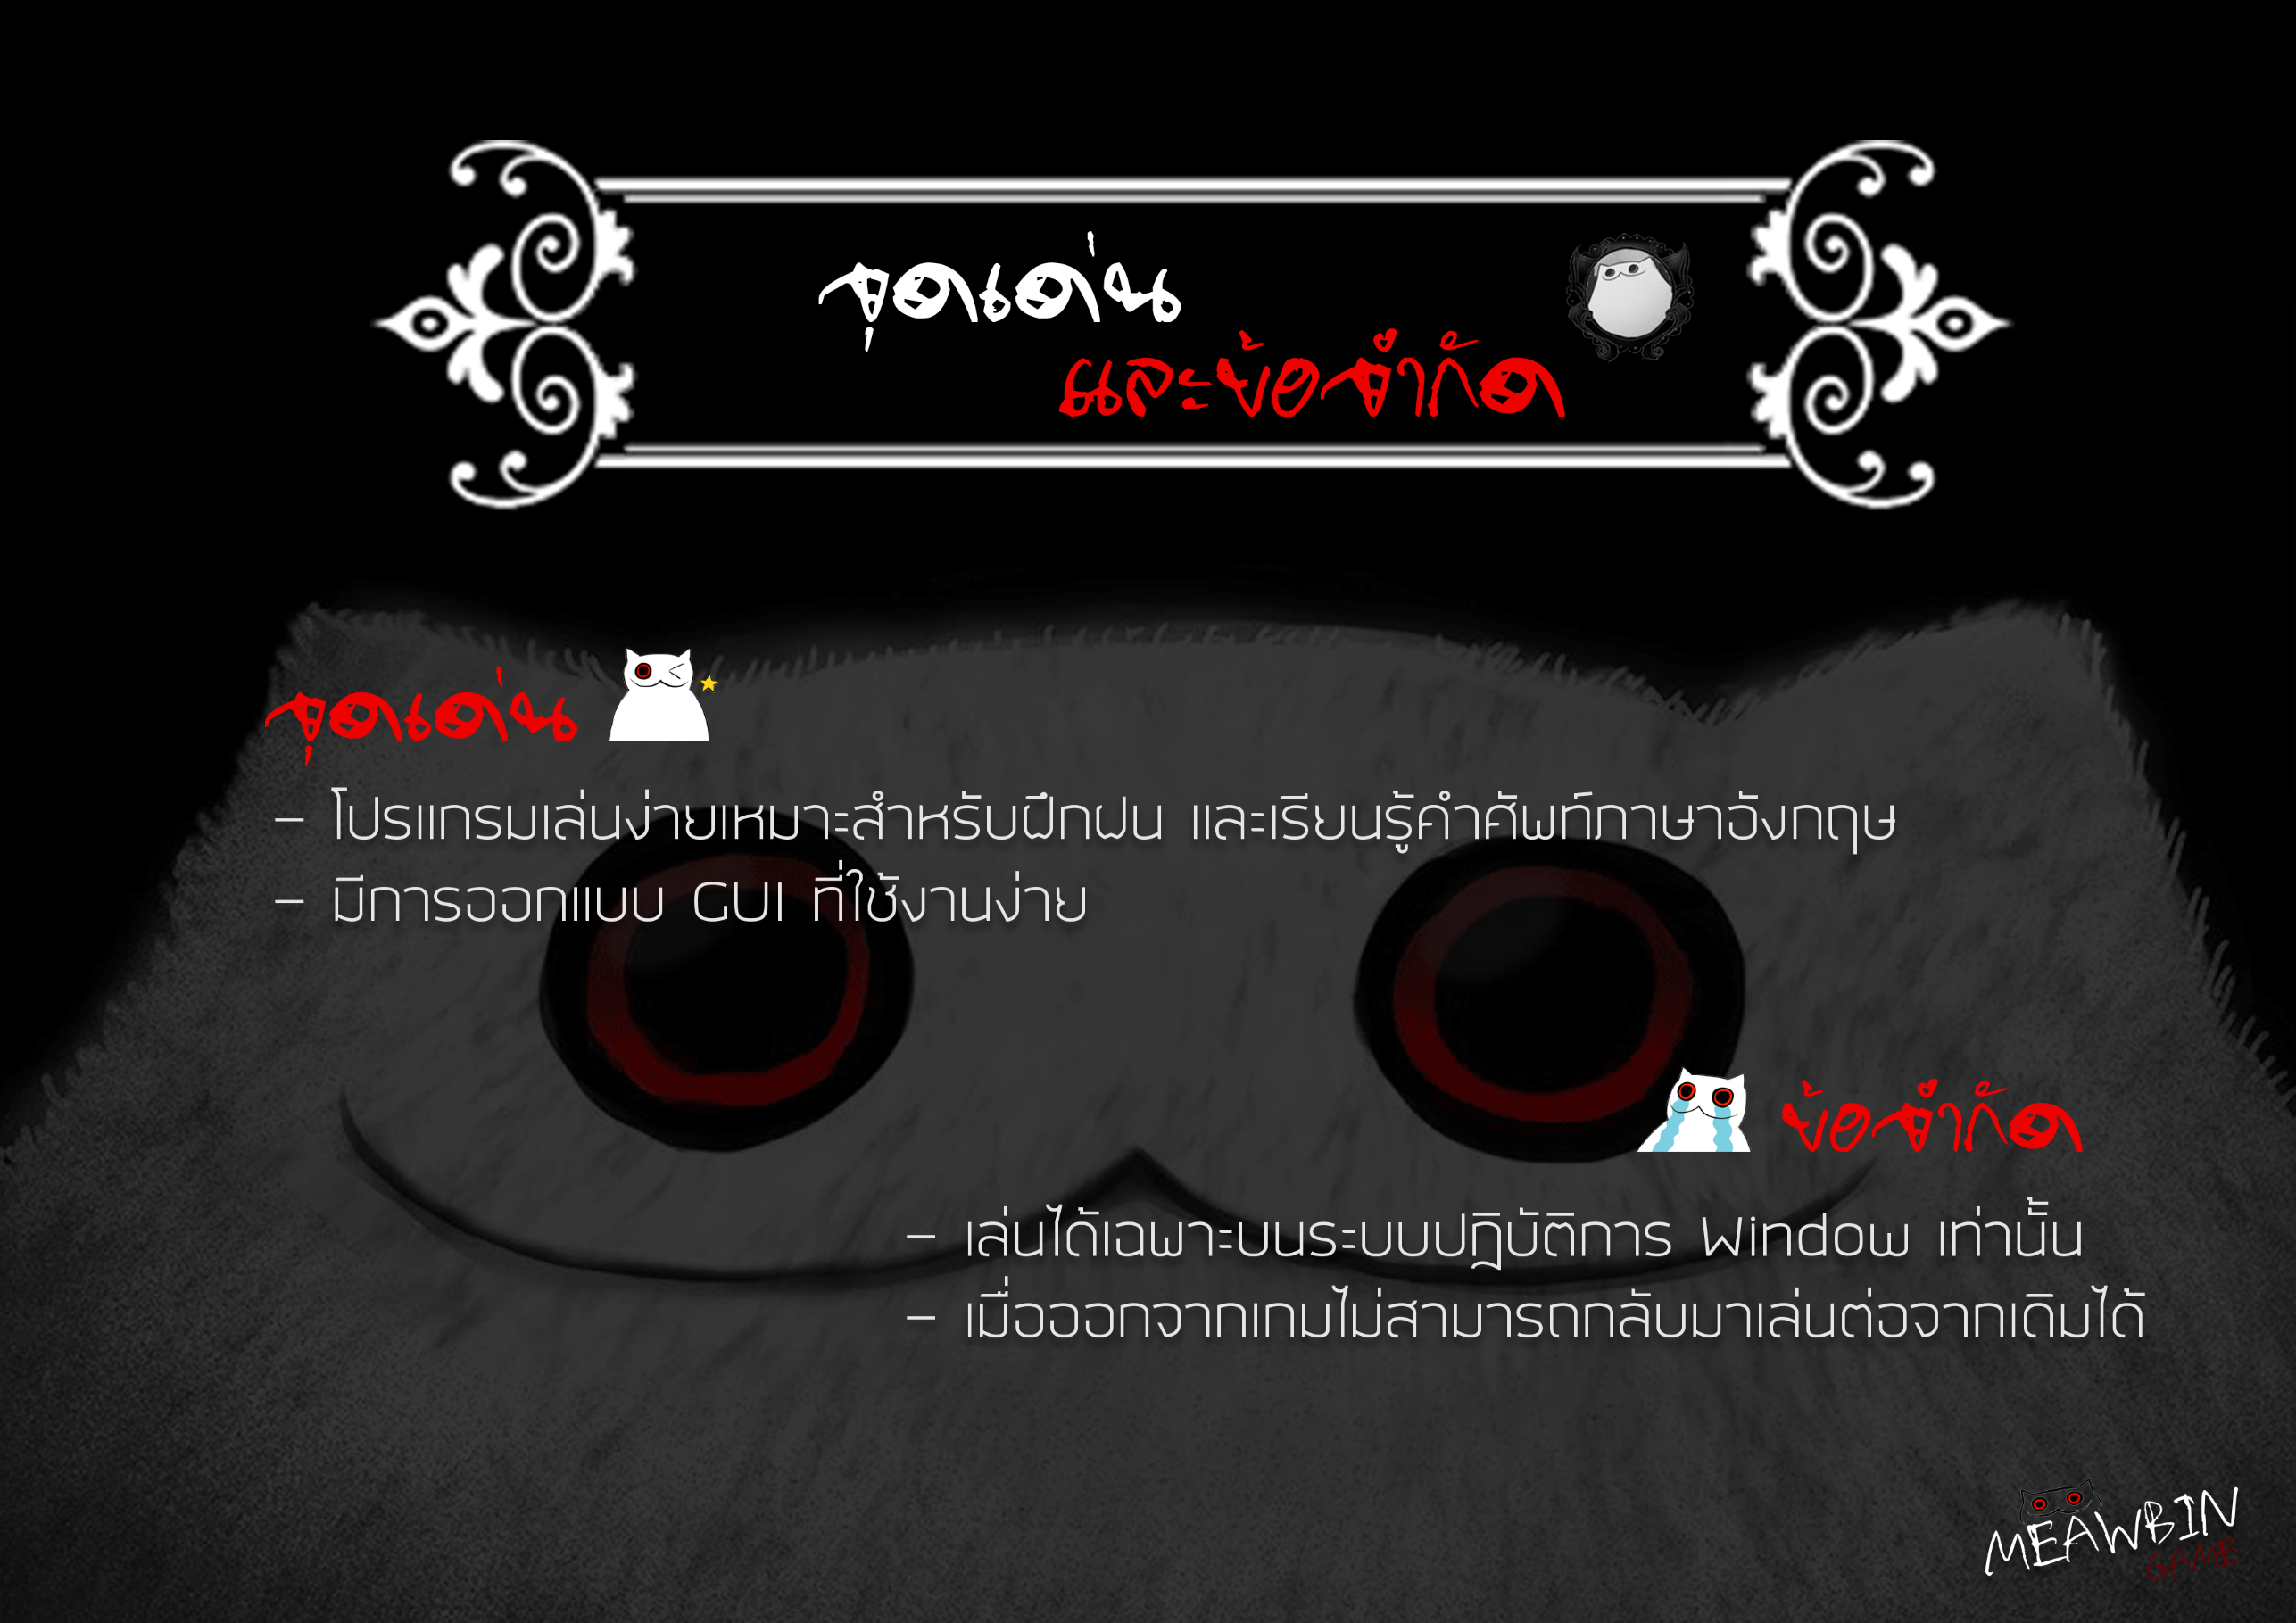 จุดเด่น
และข้อจำกัด
จุดเด่น
- โปรแกรมเล่นง่ายเหมาะสำหรับฝึกฝน และเรียนรู้คำศัพท์ภาษาอังกฤษ
- มีการออกแบบ GUI ที่ใช้งานง่าย
ข้อจำกัด
- เล่นได้เฉพาะบนระบบปฏิบัติการ Window เท่านั้น
- เมื่อออกจากเกมไม่สามารถกลับมาเล่นต่อจากเดิมได้
MEAWBIN
GAME